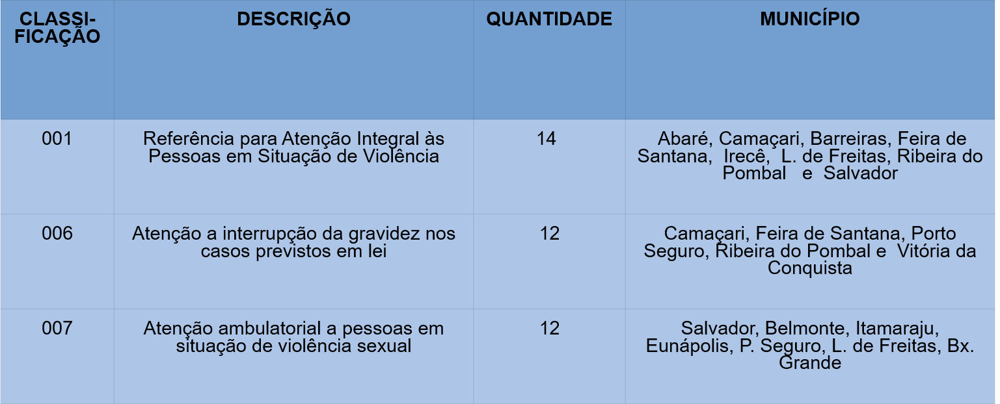 CLASSI-
FICAÇÃO
DESCRIÇÃO
QUANTIDADE
MUNICÍPIO
001
Referência para Atenção Integral às
Pessoas em Situação de Violência
14
Abaré, Camaçari, Barreiras, Feira de
Santana, Irecê, L. de Freitas, Ribeira do
Pombal e Salvador
006
Atenção a interrupção da gravidez nos
casos previstos em lei
12
Camaçari, Feira de Santana, Porto
Seguro, Ribeira do Pombal e Vitória da
Conquista
007
Atenção ambulatorial a pessoas em
situação de violência sexual
12
Salvador, Belmonte, Itamaraju,
Eunápolis, P. Seguro, L. de Freitas, Bx.
Grande